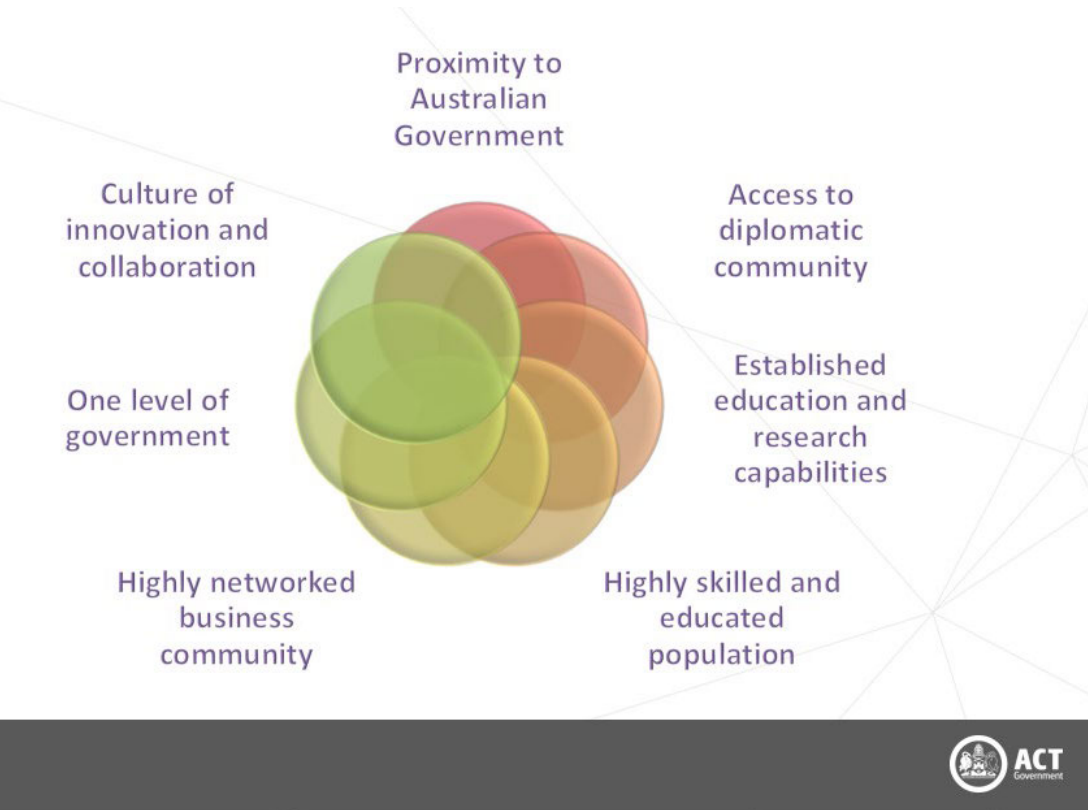 Proximity to
Australian
Government
Culture of
innovation and
collaboration
Access to
diplomatic
community
One level of
government
Established
education and
research
capabilities
Highly networked
business
community
Highly skilled and
educated
population
ACT
Government